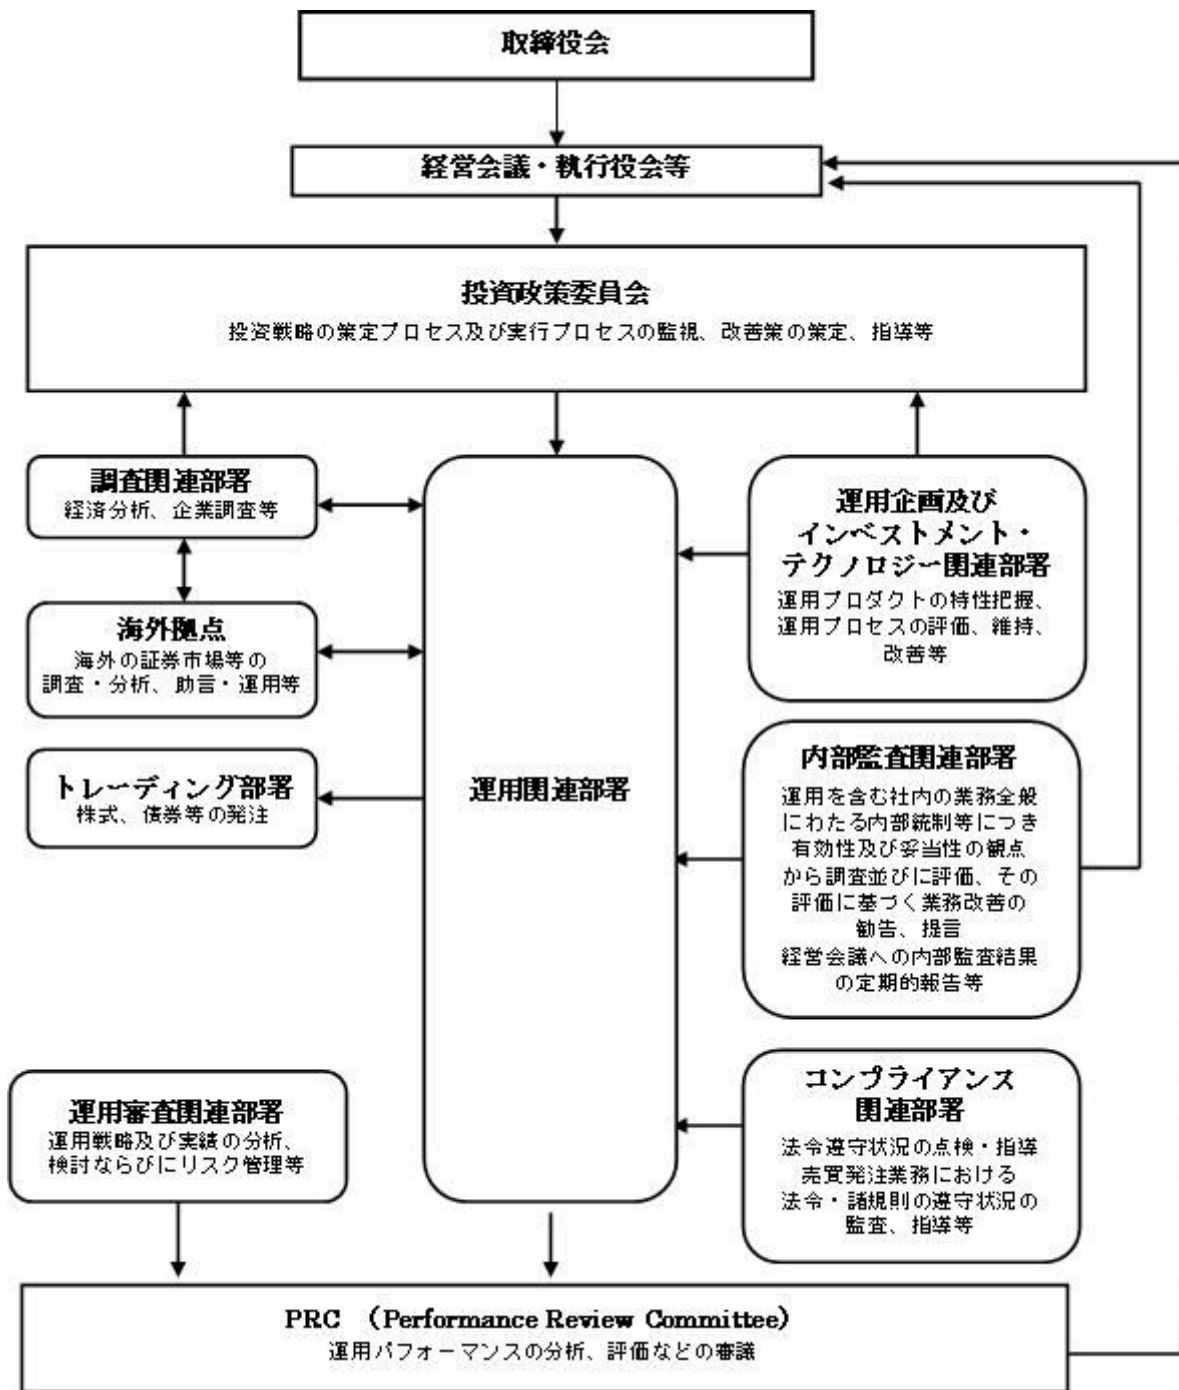 取締役会
経営会議・執行役会等
投資政策委員会
投資戦略の策定プロセス及び実行プロセスの監視、改善策の策定、指導等
調査関連部署
経済分析、企業調査等
海外拠点
海外の証券市場等の
調査・分析、助言・運用等
トレーディング部署
株式、債券等の発注
運用関連部署
運用企画及び
インベストメント・
テクノロジー関連部署
運用プロダクトの特性把握、
運用プロセスの評価、維持、
改善等
内部監査関連部署
運用を含む社内の業務全般
にわたる内部統制等につき
有効性及び妥当性の観点
から調査並びに評価、その
評価に基づく業務改善の
勧告、提言
経営会議への内部監査結果
の定期的報告等
コンプライアンス
関連部署
法令遵守状況の点検・指導
売買発注業務における
法令・諸規則の遵守状況の
監査、指導等
運用審査関連部署
運用戦略及び実績の分析、
検討ならびにリスク管理等
PRC （Performance Review Committee）
運用パフォーマンスの分析、評価などの審議